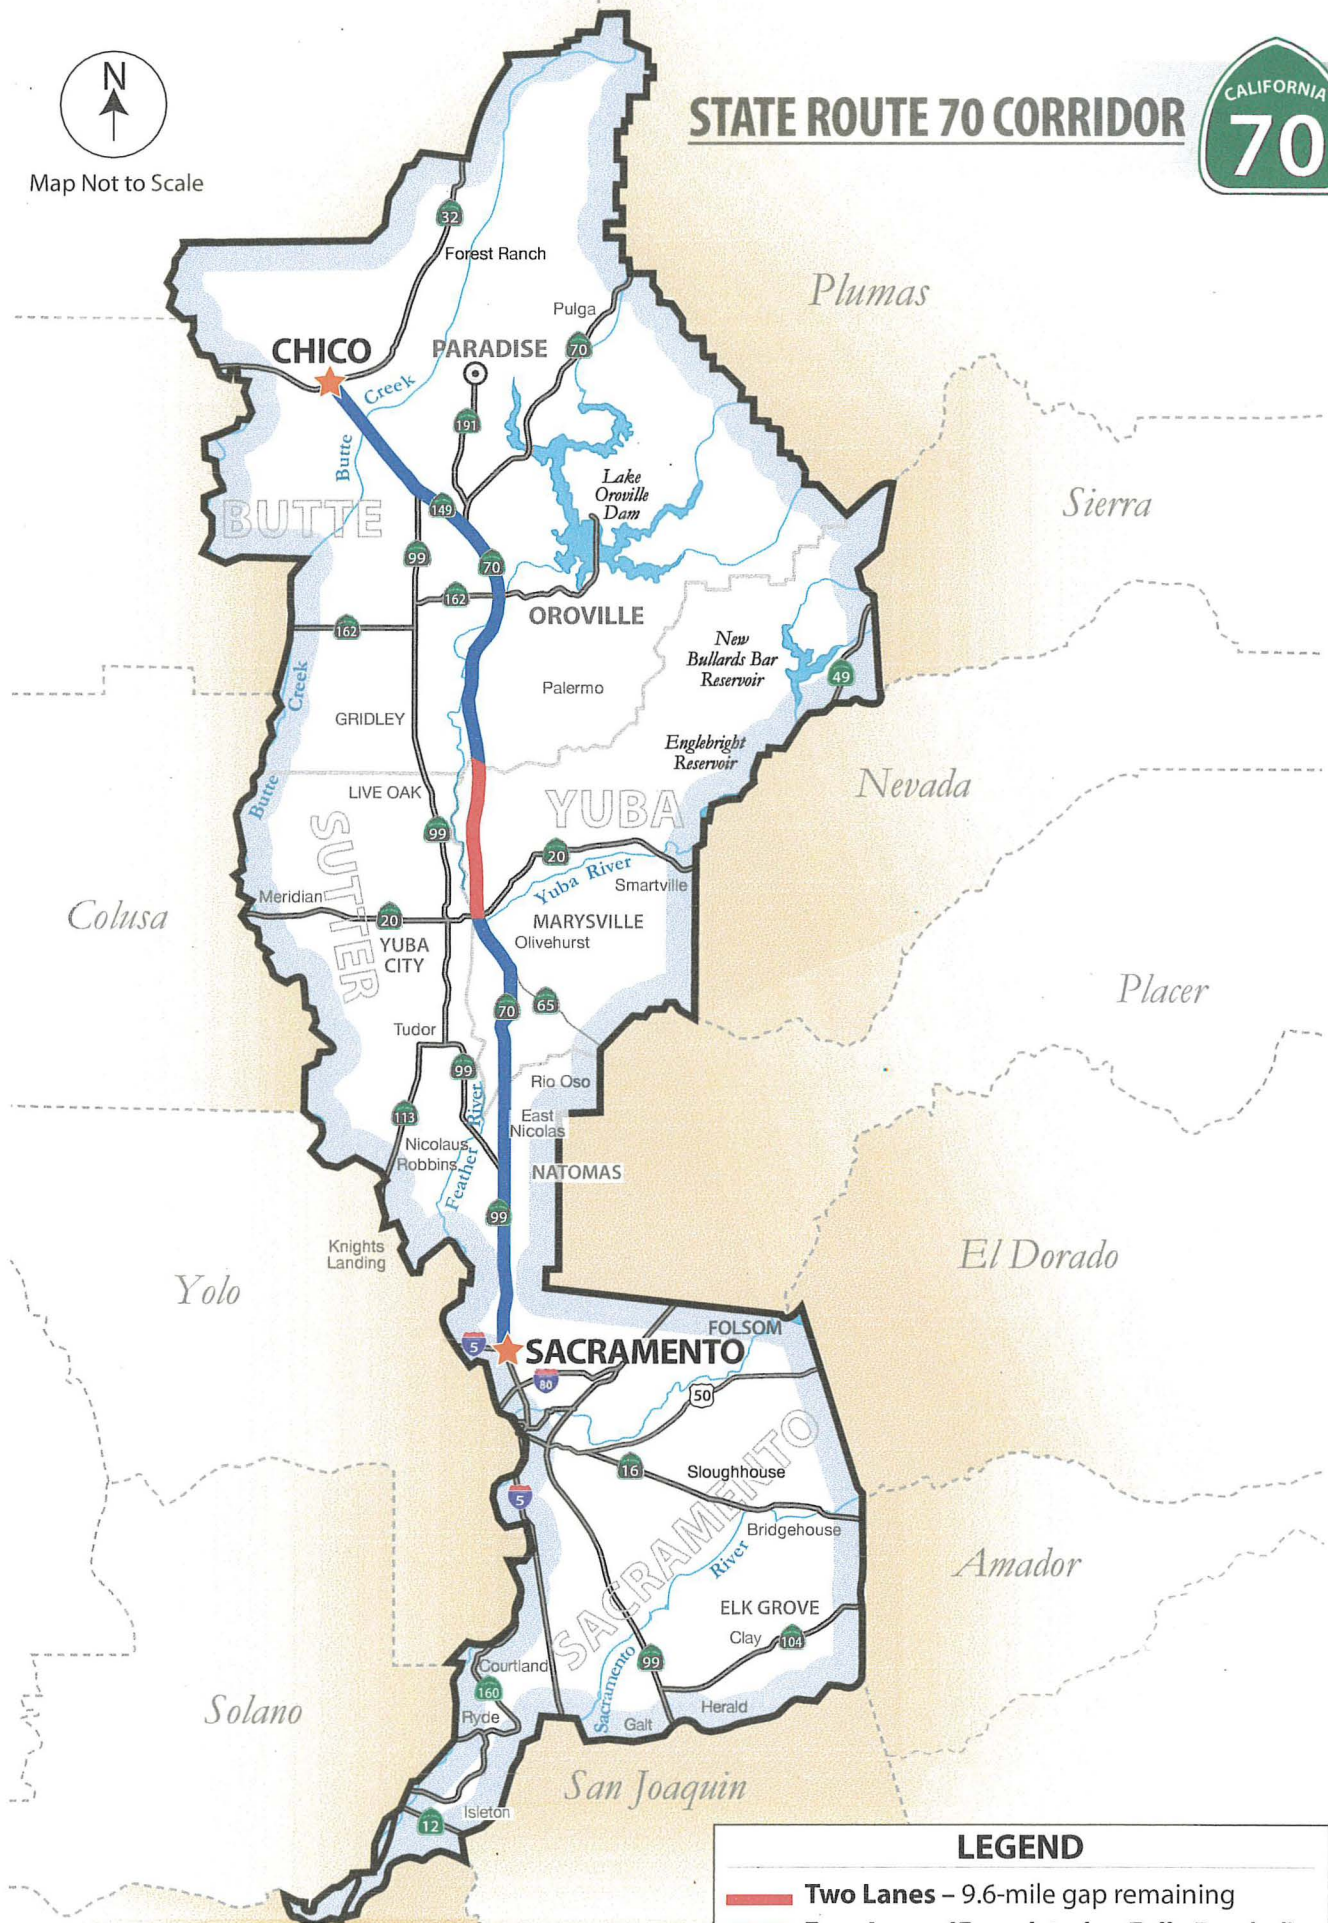 N
Map Not to Scale
STATE ROUTE 70 CORRIDOR
CALIFORNIA
70
32
Forest Ranch
Plumas
Pulga
CHICO
PARADISE
70
Creek
191
Butte
Lake
Oroville
Dam
Sierra
BUTTE
149
99
70
162
OROVILLE
162
New
Bullards Bar
Reservoir
49
Creek
Palermo
GRIDLEY
Englebright
Reservoir
Nevada
Butte
LIVE OAK
YUBA
SUTTER
99
20
Yuba River
Smartville
Meridian
Colusa
20
MARYSVILLE
YUBA
CITY
Olivehurst
Placer
70
65
Tudor
99
Rio Oso
River
113
East
Nicolas
Nicolaus
Robbins
Feather
NATOMAS
99
Knights
Landing
El Dorado
Yolo
FOLSOM
5
SACRAMENTO
80
50
SACRAMENTO
16
Sloughhouse
5
Bridgehouse
River
Amador
ELK GROVE
Clay
104
Sacramento
99
Courtland
160
Ryde
Herald
Galt
Solano
San Joaquin
Isleton
12
LEGEND
Two Lanes – 9.6-mile gap remaining